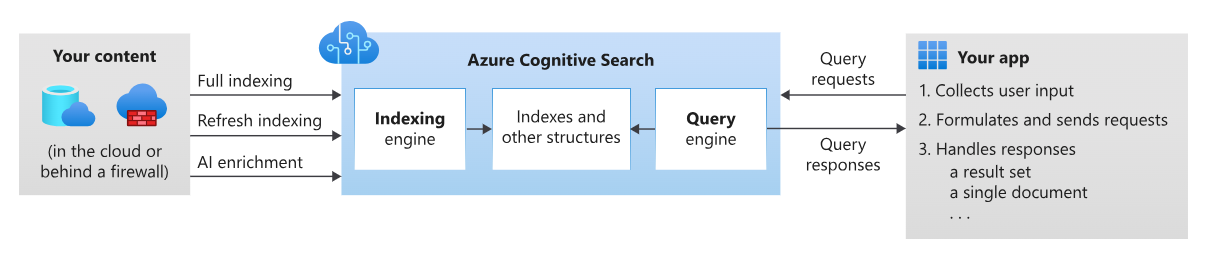 Your content
(in the cloud or
behind a firewall)
Full indexing
Refresh indexing
AI enrichment
Azure Cognitive Search
Indexing
engine
Indexes and
other structures
Query
engine
Query
requests
Query
responses
Your app
1. Collects user input
2. Formulates and sends requests
3. Handles responses
a result set
a single document
. . .